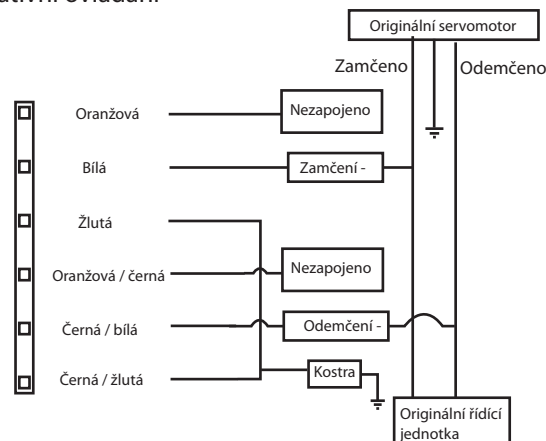 Originální servomotor
Zamčeno
Odemčeno
Oranžová
Nezapojeno
Bílá
Zamčení -
Žlutá
Oranžová / černá
Nezapojeno
Černá / bílá
Odemčení -
Černá / žlutá
Kostra
Originální řídící
jednotka